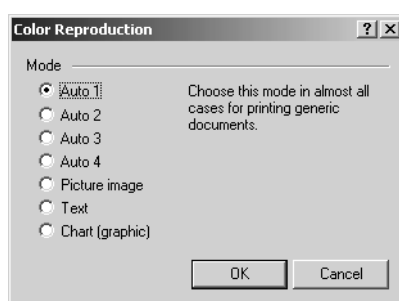 Color Reproduction
Mode
Auto 1
Auto 2
Auto 3
Auto 4
Picture image
Text
Chart (graphic)
Choose this mode in almost all
cases for printing generic
documents.
OK
Cancel